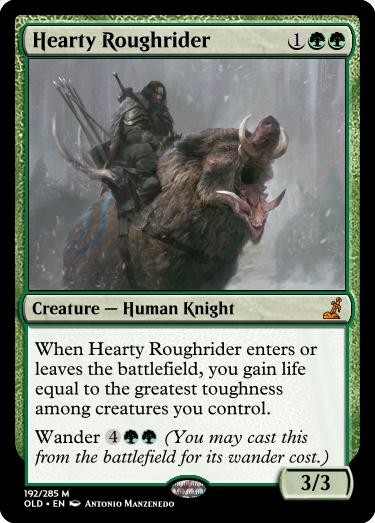 Hearty Roughrider 1
Creature — Human Knight
When Hearty Roughrider enters or
leaves the battlefield, you gain life
equal to the greatest toughness
among creatures you control.
Wander 4 (You may cast this
from the battlefield for its wander cost.)
3/3
192/285 M
OLD • EN Antonio Manzenedo